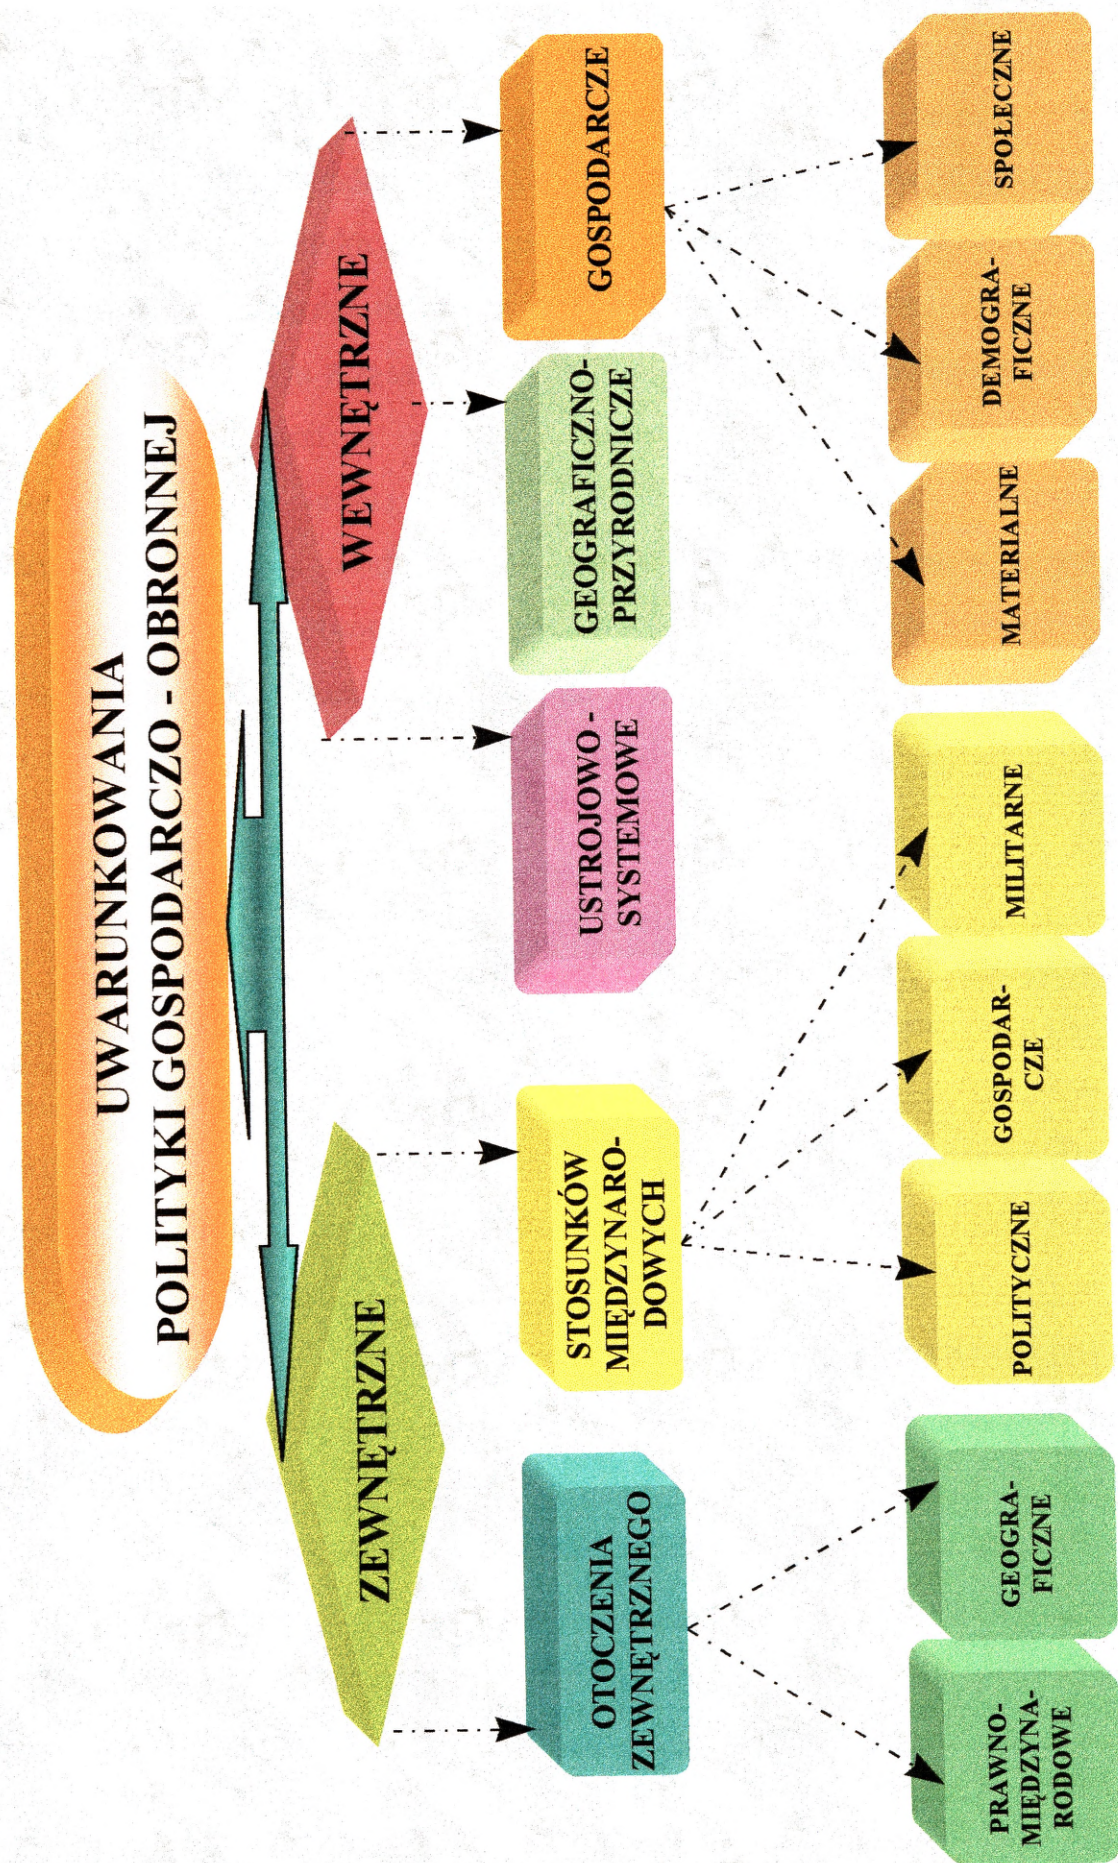 UWARUNKOWANIA
POLITYKI GOSPODARCZO - OBRONNEJ
ZEWNĘTRZNE
WEWNĘTRZNE
OTOCZENIA
ZEWNĘTRZNEGO
STOSUNKÓW
MIĘDZYNARO-
DOWYCH
USTROJOWO -
SYSTEMOWE
GEOGRAFICZNO-
PRZYRODNICZE
GOSPODARCZE
PRAWNO-
MIĘDZYNA-
RODOWE
GEOGRA-
FICZNE
POLITYCZNE
GOSPODAR-
CZE
MILITARNE
MATERIALNE
DEMOGRA-
FICZNE
SPOŁECZNE